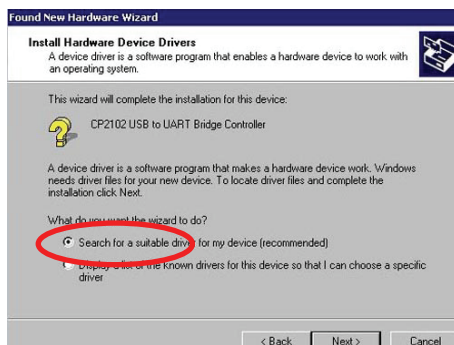 Found New Hardware Wizard
Install Hardware Device Drivers
A device driver is a software program that enables a hardware device to work with
an operating system.
This wizard will complete the installation for this device:
CP2102 USB to UART Bridge Controller
A device driver is a software program that makes a hardware device work. Windows
needs driver files for your new device. To locate driver files and complete the
installation click Next.
What do you want the wizard to do?
Search for a suitable driver for my device (recommended)
Display a list of the known drivers for this device so that I can choose a specific
driver
< Back Next > Cancel